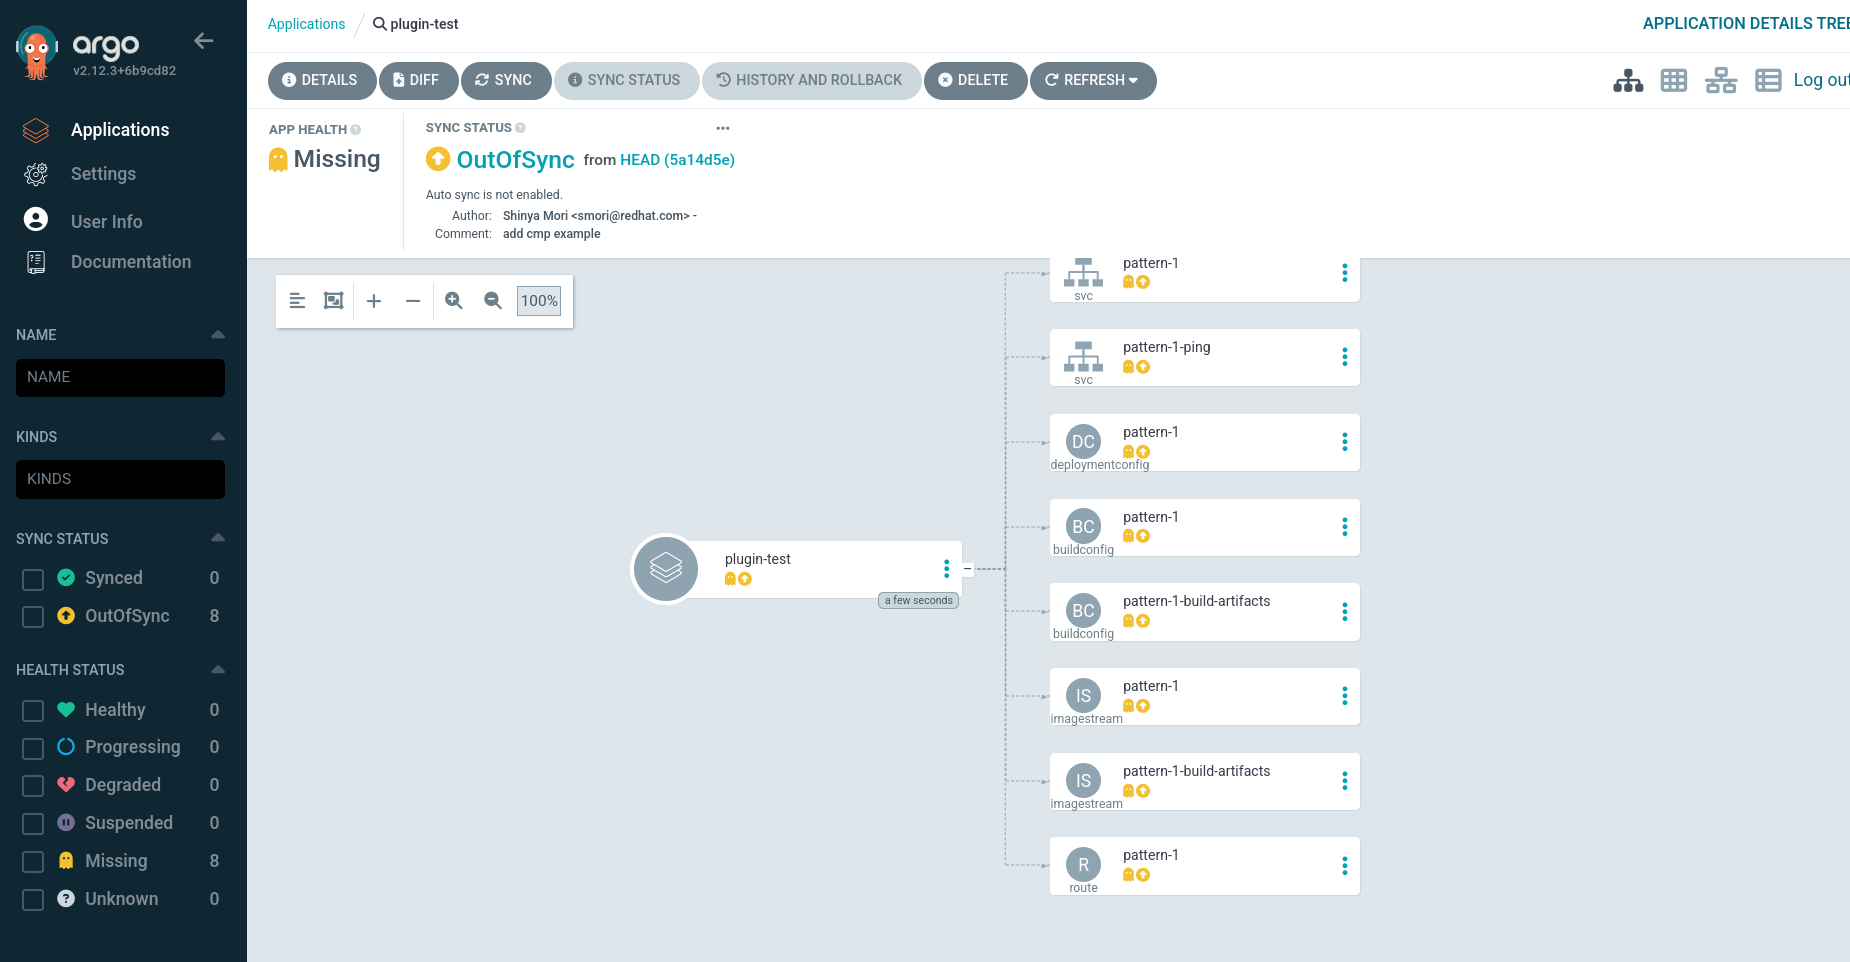 argo
v2.12.3+6b9cd82
Applications
Settings
User Info
Documentation
NAME
NAME
KINDS
KINDS
SYNC STATUS
Synced 0
OutOfSync 8
HEALTH STATUS
Healthy 0
Progressing 0
Degraded 0
Suspended 0
Missing 8
Unknown 0
Applications / plugin-test
APPLICATION DETAILS TREE
DETAILS DIFF SYNC SYNC STATUS HISTORY AND ROLLBACK DELETE REFRESH
Log out
APP HEALTH
Missing
SYNC STATUS
OutOfSync from HEAD (5a14d5e)
Auto sync is not enabled.
Author: Shinya Mori <smori@redhat.com> -
Comment: add cmp example
100%
plugin-test
a few seconds
pattern-1
svc
pattern-1-ping
svc
DC
pattern-1
deploymentconfig
BC
pattern-1
buildconfig
BC
pattern-1-build-artifacts
buildconfig
IS
pattern-1
imagestream
IS
pattern-1-build-artifacts
imagestream
R
pattern-1
route